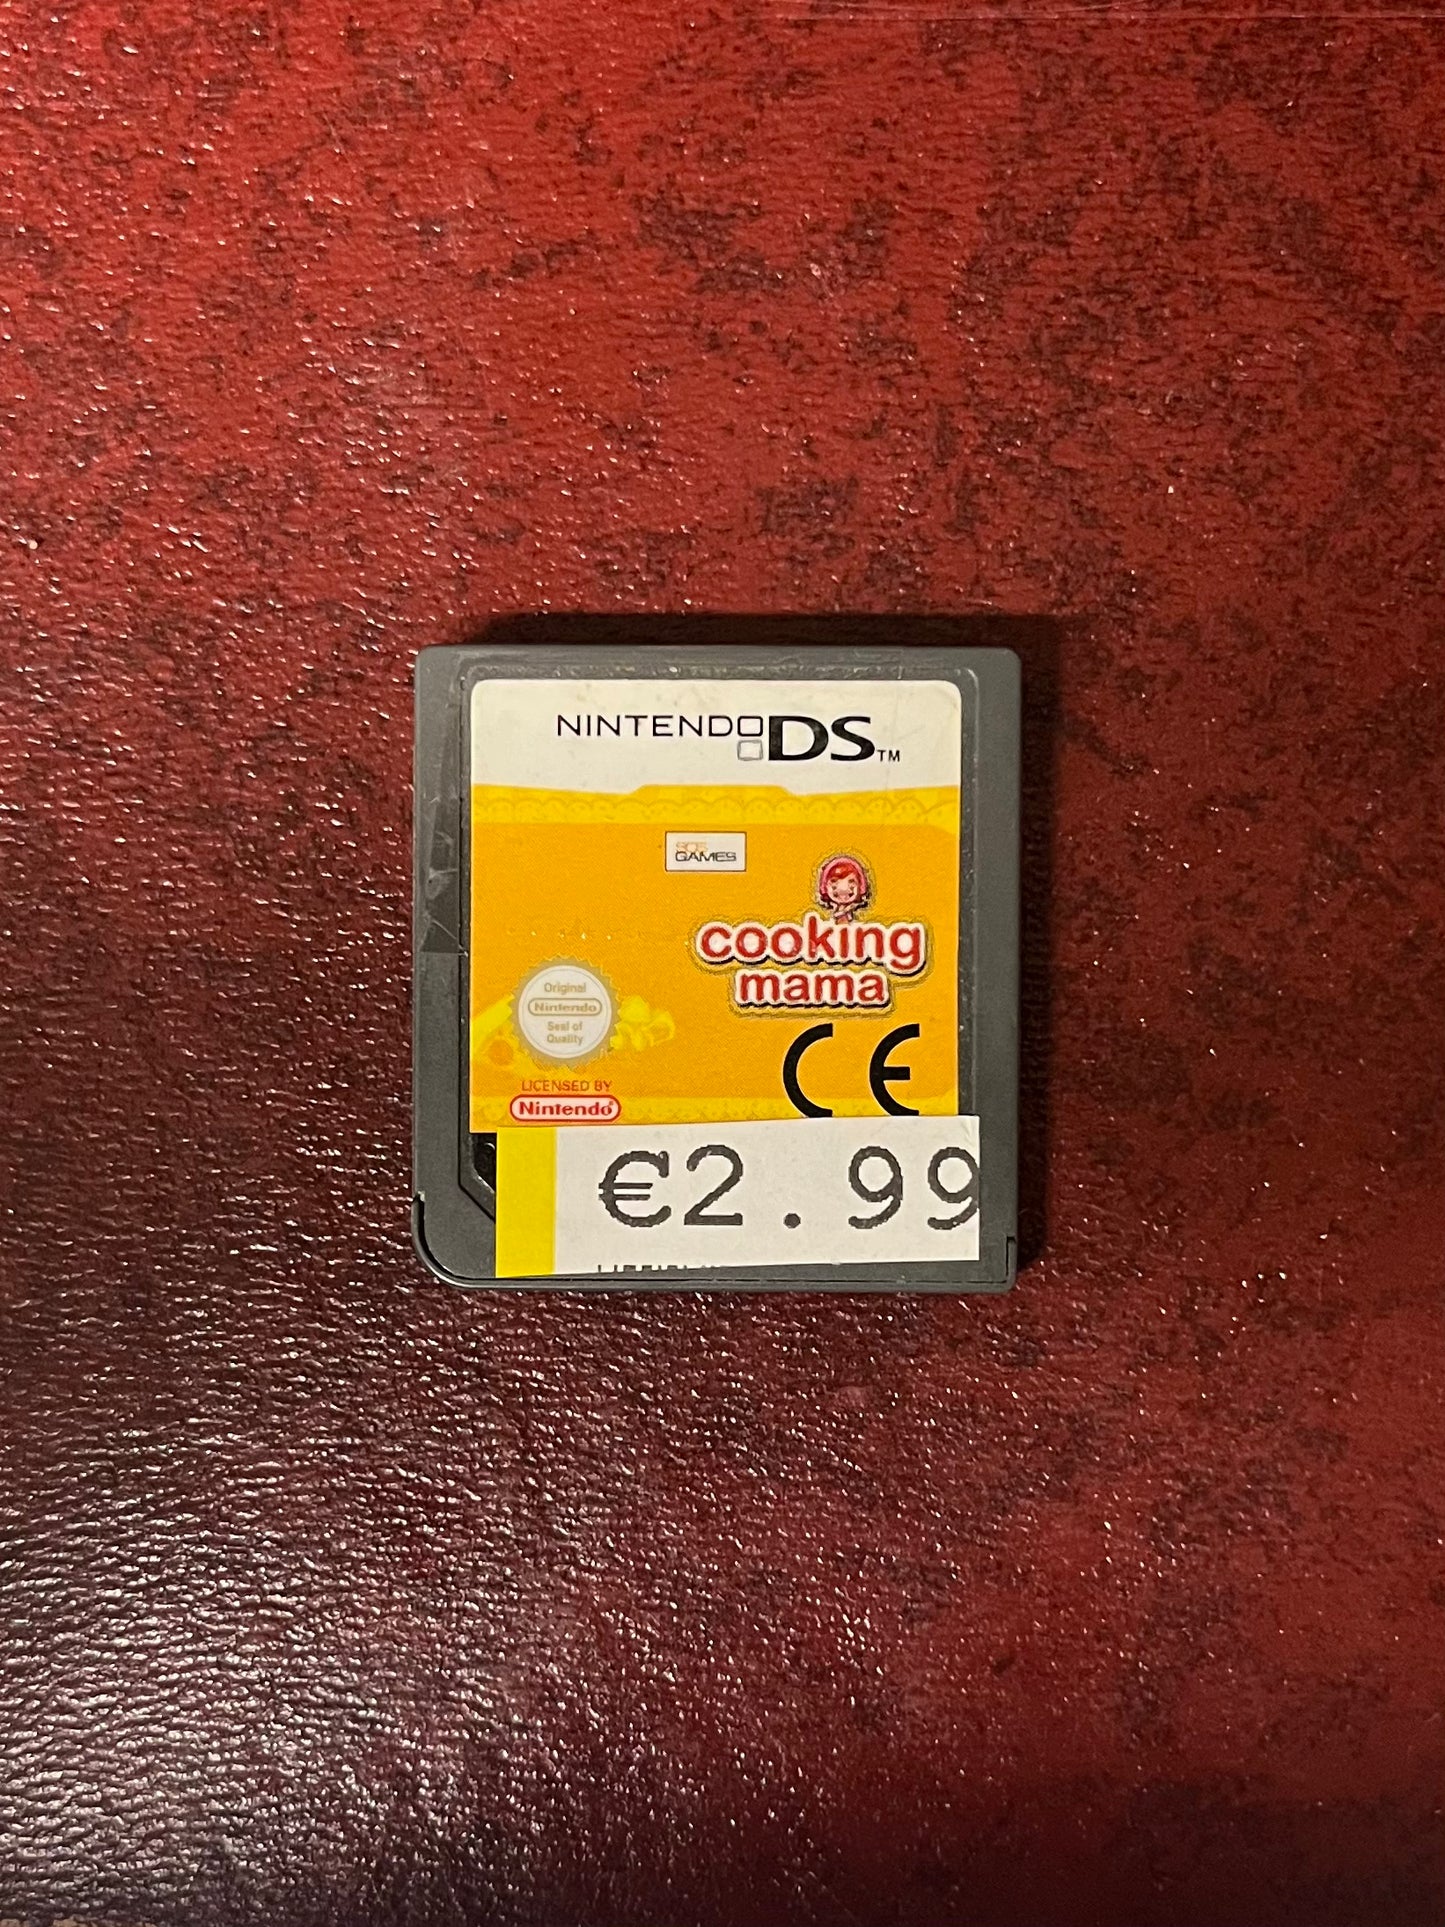 NINTENDO DS™
505
GAMES
cooking
mama
Original
Nintendo
Seal of
Quality
CE
LICENSED BY
Nintendo®
€2.99